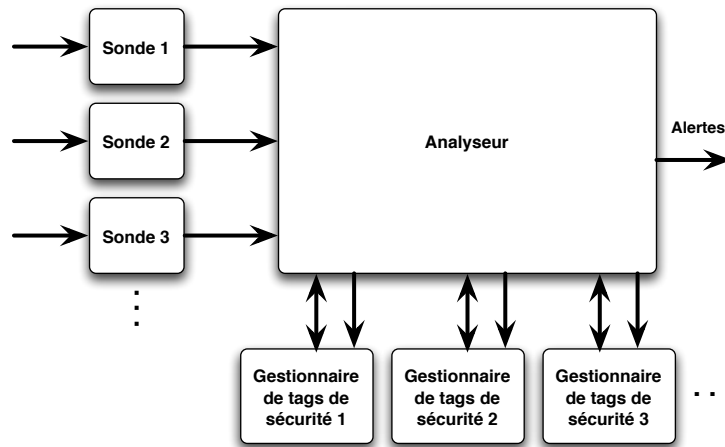 Sonde 1
Sonde 2
Sonde 3
Analyseur
Alertes
Gestionnaire
de tags de
sécurité 1
Gestionnaire
de tags de
sécurité 2
Gestionnaire
de tags de
sécurité 3